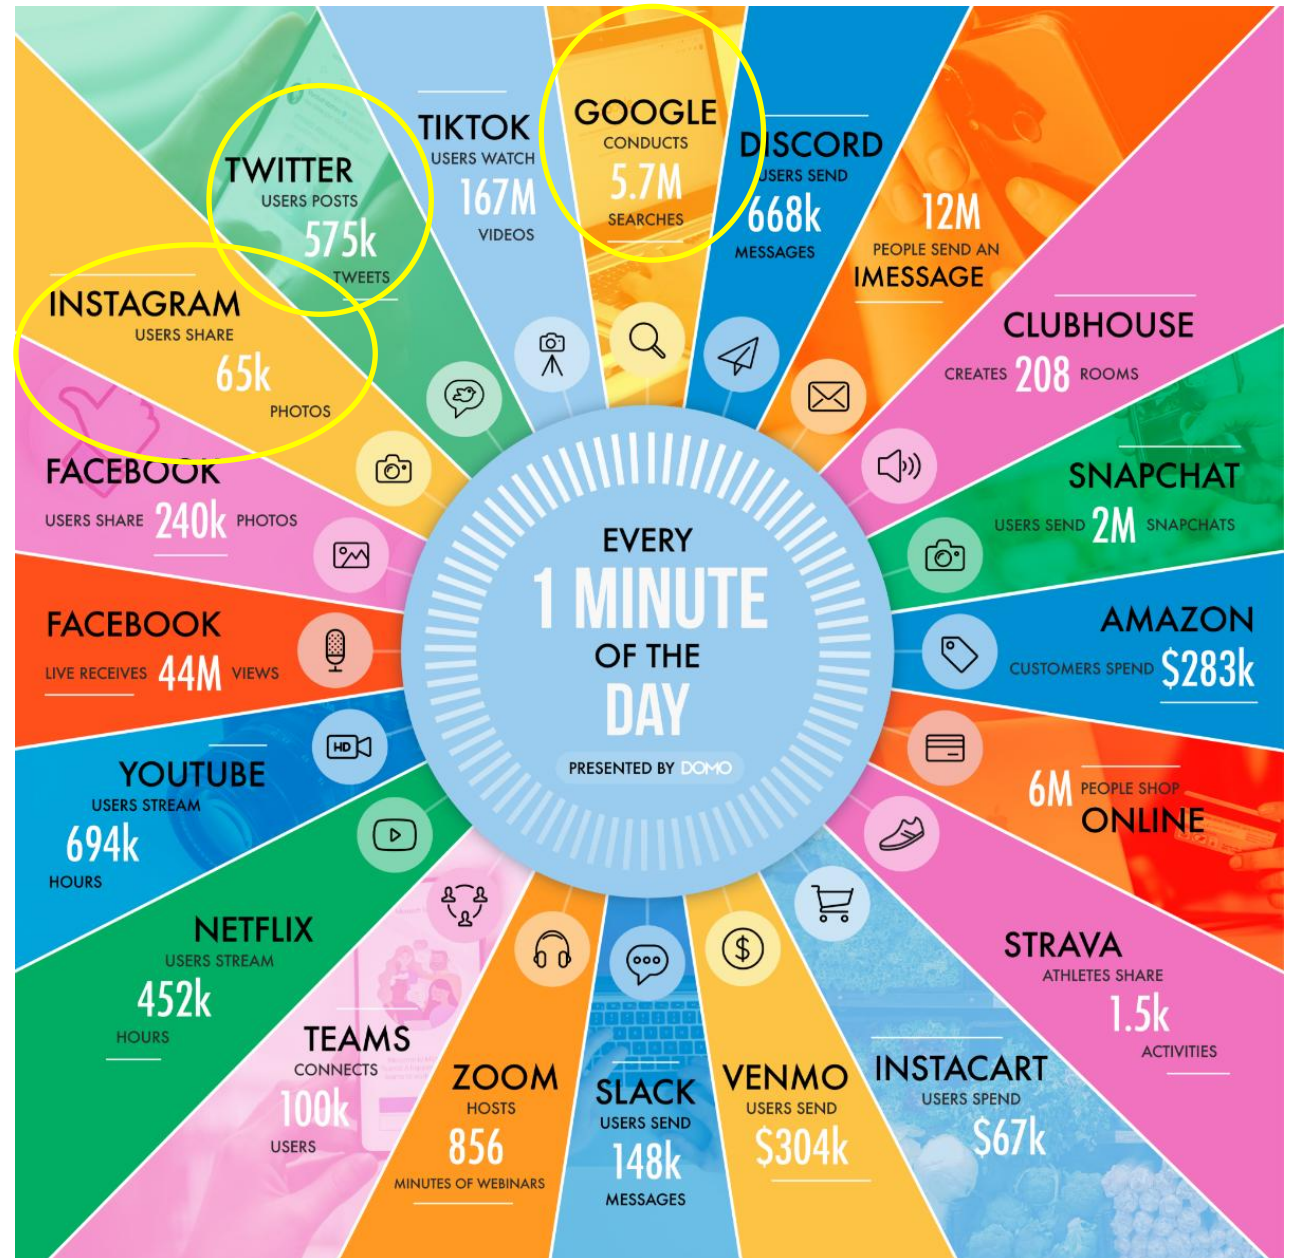 GOOGLE
CONDUCTS
5.7M
SEARCHES
DISCORD
USERS SEND
668k
MESSAGES
12M
PEOPLE SEND AN
IMESSAGE
CLUBHOUSE
CREATES 208 ROOMS
SNAPCHAT
USERS SEND 2M SNAPCHATS
AMAZON
CUSTOMERS SPEND $283k
6M PEOPLE SHOP
ONLINE
STRAVA
ATHLETES SHARE
1.5k
ACTIVITIES
INSTACART
USERS SPEND
$67k
VENMO
USERS SEND
$304k
SLACK
USERS SEND
148k
MESSAGES
ZOOM
HOSTS
856
MINUTES OF WEBINARS
TEAMS
CONNECTS
100k
USERS
NETFLIX
USERS STREAM
452k
HOURS
YOUTUBE
USERS STREAM
694k
HOURS
FACEBOOK
LIVE RECEIVES 44M VIEWS
FACEBOOK
USERS SHARE 240k PHOTOS
INSTAGRAM
USERS SHARE
65k
PHOTOS
TWITTER
USERS POSTS
575k
TWEETS
TIKTOK
USERS WATCH
167M
VIDEOS
EVERY
1 MINUTE
OF THE
DAY
PRESENTED BY DOMO
HD